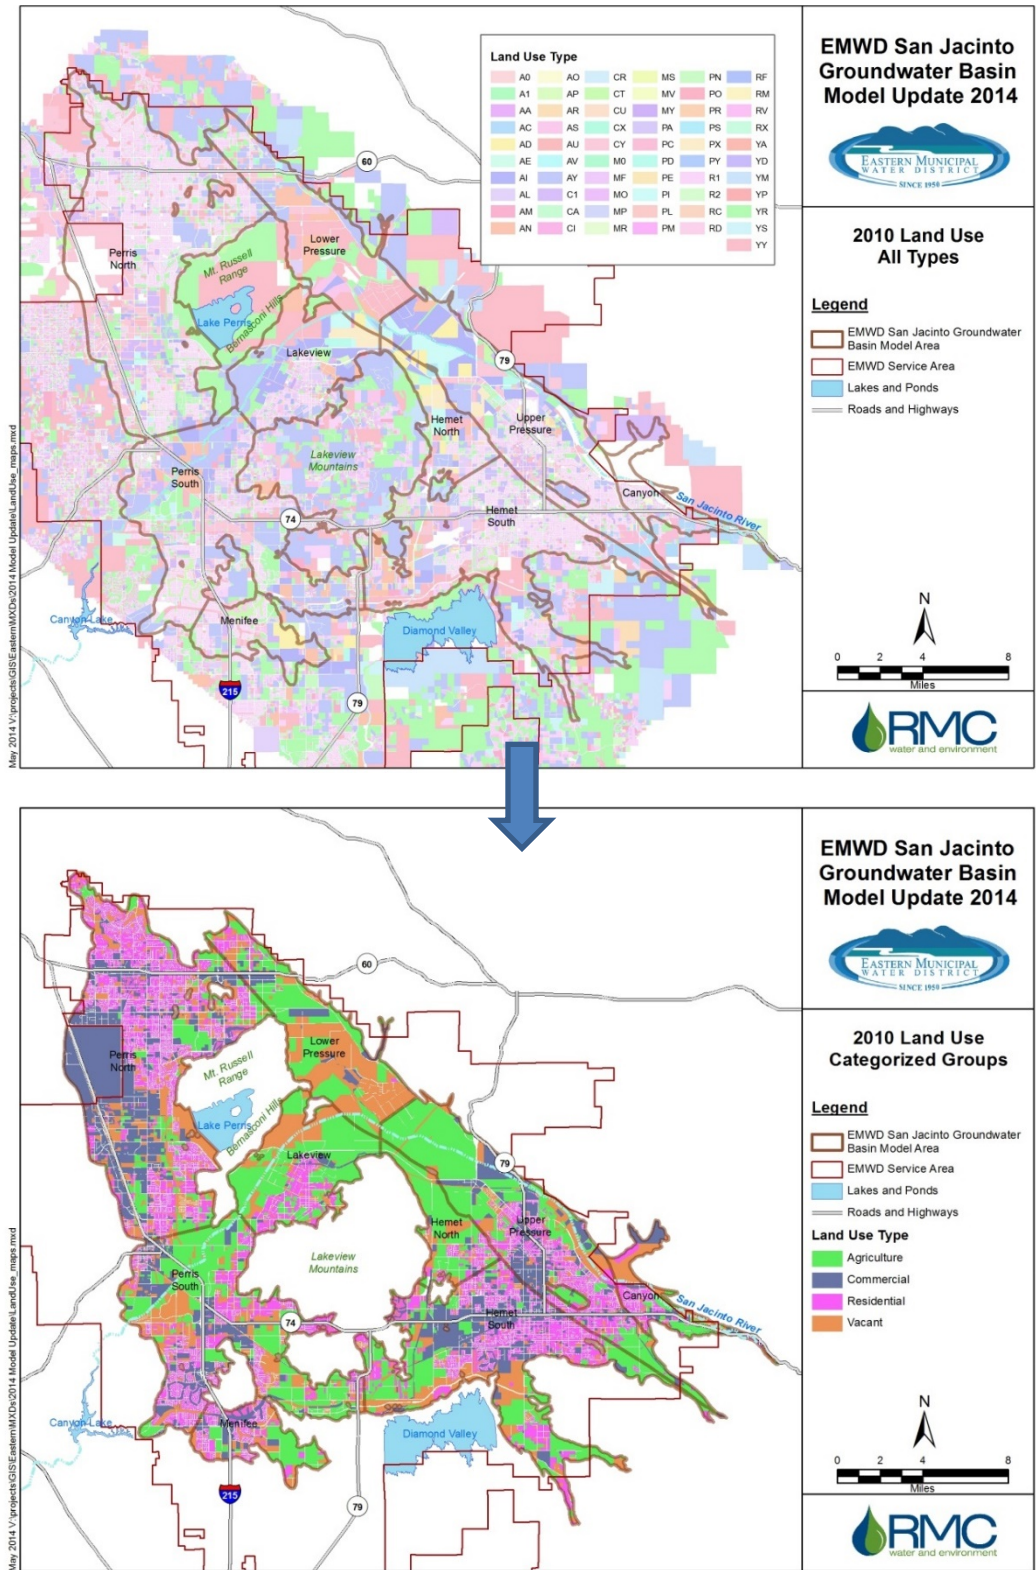 EMWD San Jacinto
Groundwater Basin
Model Update 2014
EASTERN MUNICIPAL
WATER DISTRICT
SINCE 1950
2010 Land Use
All Types
Legend
EMWD San Jacinto Groundwater
Basin Model Area
EMWD Service Area
Lakes and Ponds
Roads and Highways
N
0 2 4 8
Miles
RMC
water and environment
Land Use Type
A0 AO CR MS PN RF
A1 AP CT MV PO RM
AA AR CU MY PR RV
AC AS CX PA PS RX
AD AU CY PC PX YA
AE AV M0 PD PY YD
AI AY MF PE R1 YM
AL C1 MO PI R2 YP
AM CA MP PL RC YR
AN CI MR PM RD YS
YY
60
Perris
North
Lower
Pressure
Mt. Russell
Range
Lake Perris
Bernasconi Hills
Lakeview
79
Hemet
North
Upper
Pressure
Lakeview
Mountains
Perris
South
Canyon
San Jacinto River
74
Hemet
South
Canyon Lake
Menifee
Diamond Valley
215
79
May 2014 V:\projects\GIS\Eastern\MXDs\2014 Model Update\LandUse_maps.mxd
EMWD San Jacinto
Groundwater Basin
Model Update 2014
EASTERN MUNICIPAL
WATER DISTRICT
SINCE 1950
2010 Land Use
Categorized Groups
Legend
EMWD San Jacinto Groundwater
Basin Model Area
EMWD Service Area
Lakes and Ponds
Roads and Highways
Land Use Type
Agriculture
Commercial
Residential
Vacant
N
0 2 4 8
Miles
RMC
water and environment
60
Perris
North
Lower
Pressure
Mt. Russell
Range
Lake Perris
Bernasconi Hills
Lakeview
79
Hemet
North
Upper
Pressure
Lakeview
Mountains
Perris
South
Canyon
San Jacinto River
74
Hemet
South
Canyon Lake
Menifee
Diamond Valley
215
79
May 2014 V:\projects\GIS\Eastern\MXDs\2014 Model Update\LandUse_maps.mxd